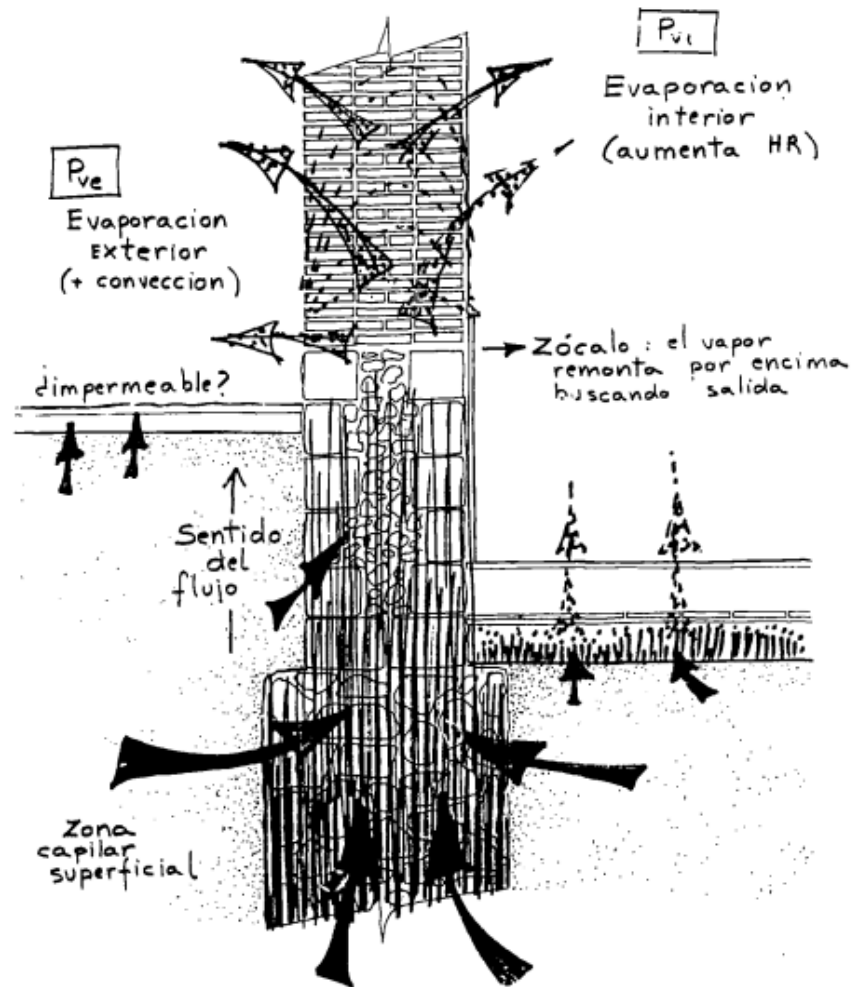 Pvi
Evaporacion
interior
(aumenta HR)
Pve
Evaporacion
Exterior
(+ conveccion)
Zócalo : el vapor
remonta por encima
buscando salida
¿impermeable?
Sentido
del
flujo
Zona
capilar
superficial